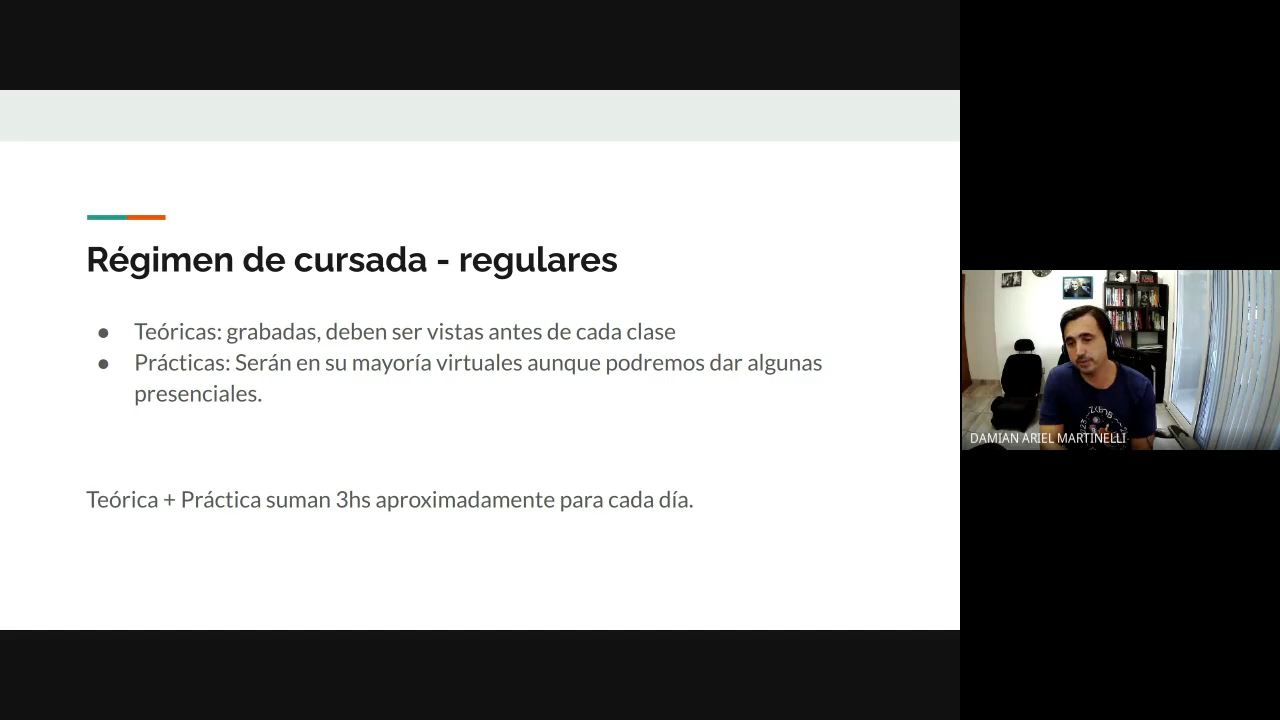 Régimen de cursada - regulares
● Teóricas: grabadas, deben ser vistas antes de cada clase
● Prácticas: Serán en su mayoría virtuales aunque podremos dar algunas
presenciales.
Teórica + Práctica suman 3hs aproximadamente para cada día.
DAMIAN ARIEL MARTINELLI